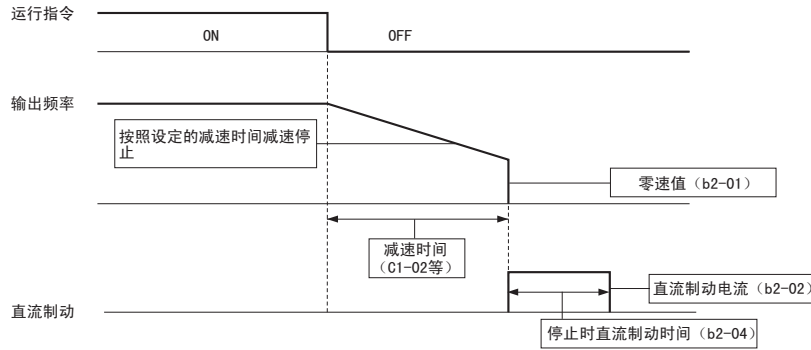 运行指令
ON
OFF
输出频率
按照设定的减速时间减速停
止
零速值（b2-01）
减速时间
（C1-02等）
直流制动电流（b2-02）
直流制动
停止时直流制动时间（b2-04）